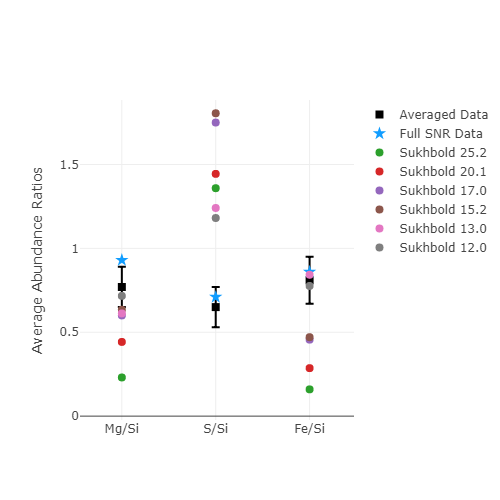 Average Abundance Ratios
1.5
1
0.5
0
Mg/Si
S/Si
Fe/Si
Averaged Data
Full SNR Data
Sukhbold 25.2
Sukhbold 20.1
Sukhbold 17.0
Sukhbold 15.2
Sukhbold 13.0
Sukhbold 12.0